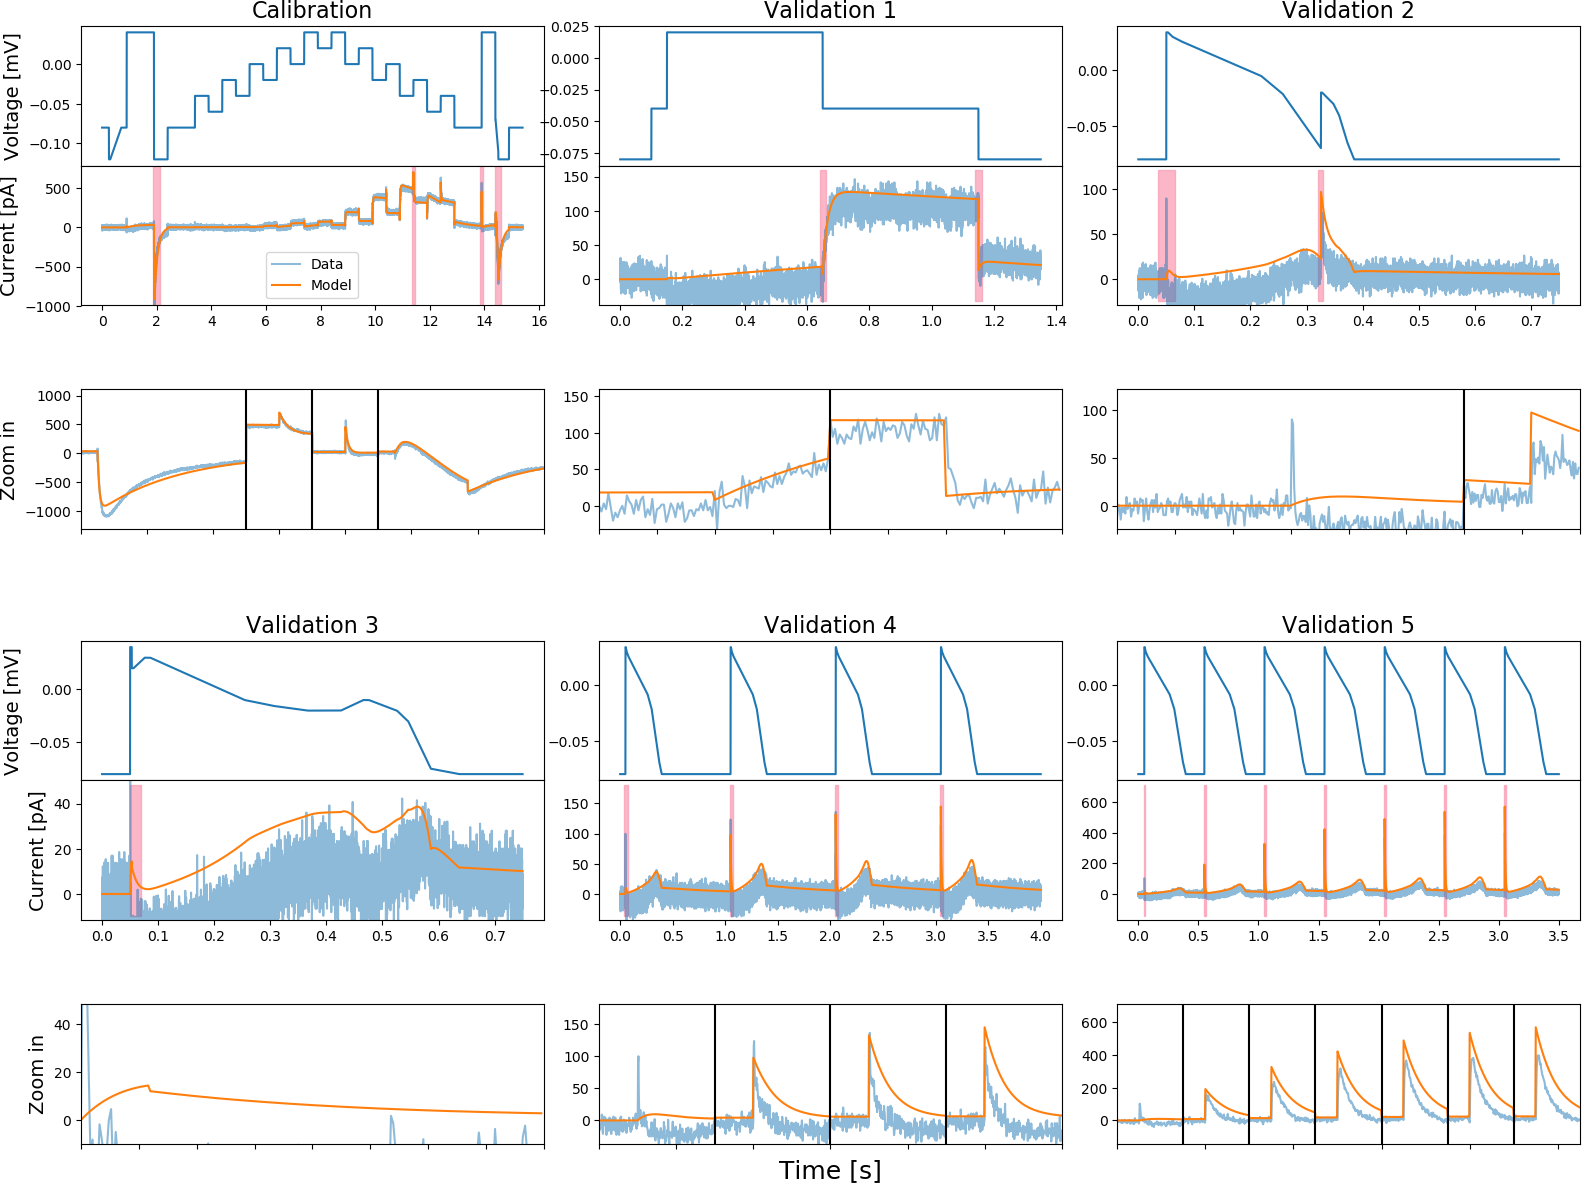 Calibration
Validation 1
Validation 2
Voltage [mV]
0.00
−0.05
−0.10
0.025
0.000
−0.025
−0.050
−0.075
0.00
−0.05
Current [pA]
500
0
−500
−1000
Data
Model
150
100
50
0
100
50
0
0 2 4 6 8 10 12 14 16
0.0 0.2 0.4 0.6 0.8 1.0 1.2 1.4
0.0 0.1 0.2 0.3 0.4 0.5 0.6 0.7
Zoom in
1000
500
0
−500
−1000
150
100
50
0
100
50
0
Validation 3
Validation 4
Validation 5
Voltage [mV]
0.00
−0.05
0.00
−0.05
0.00
−0.05
Current [pA]
40
20
0
150
100
50
0
600
400
200
0
0.0 0.1 0.2 0.3 0.4 0.5 0.6 0.7
0.0 0.5 1.0 1.5 2.0 2.5 3.0 3.5 4.0
0.0 0.5 1.0 1.5 2.0 2.5 3.0 3.5
Zoom in
40
20
0
150
100
50
0
600
400
200
0
Time [s]